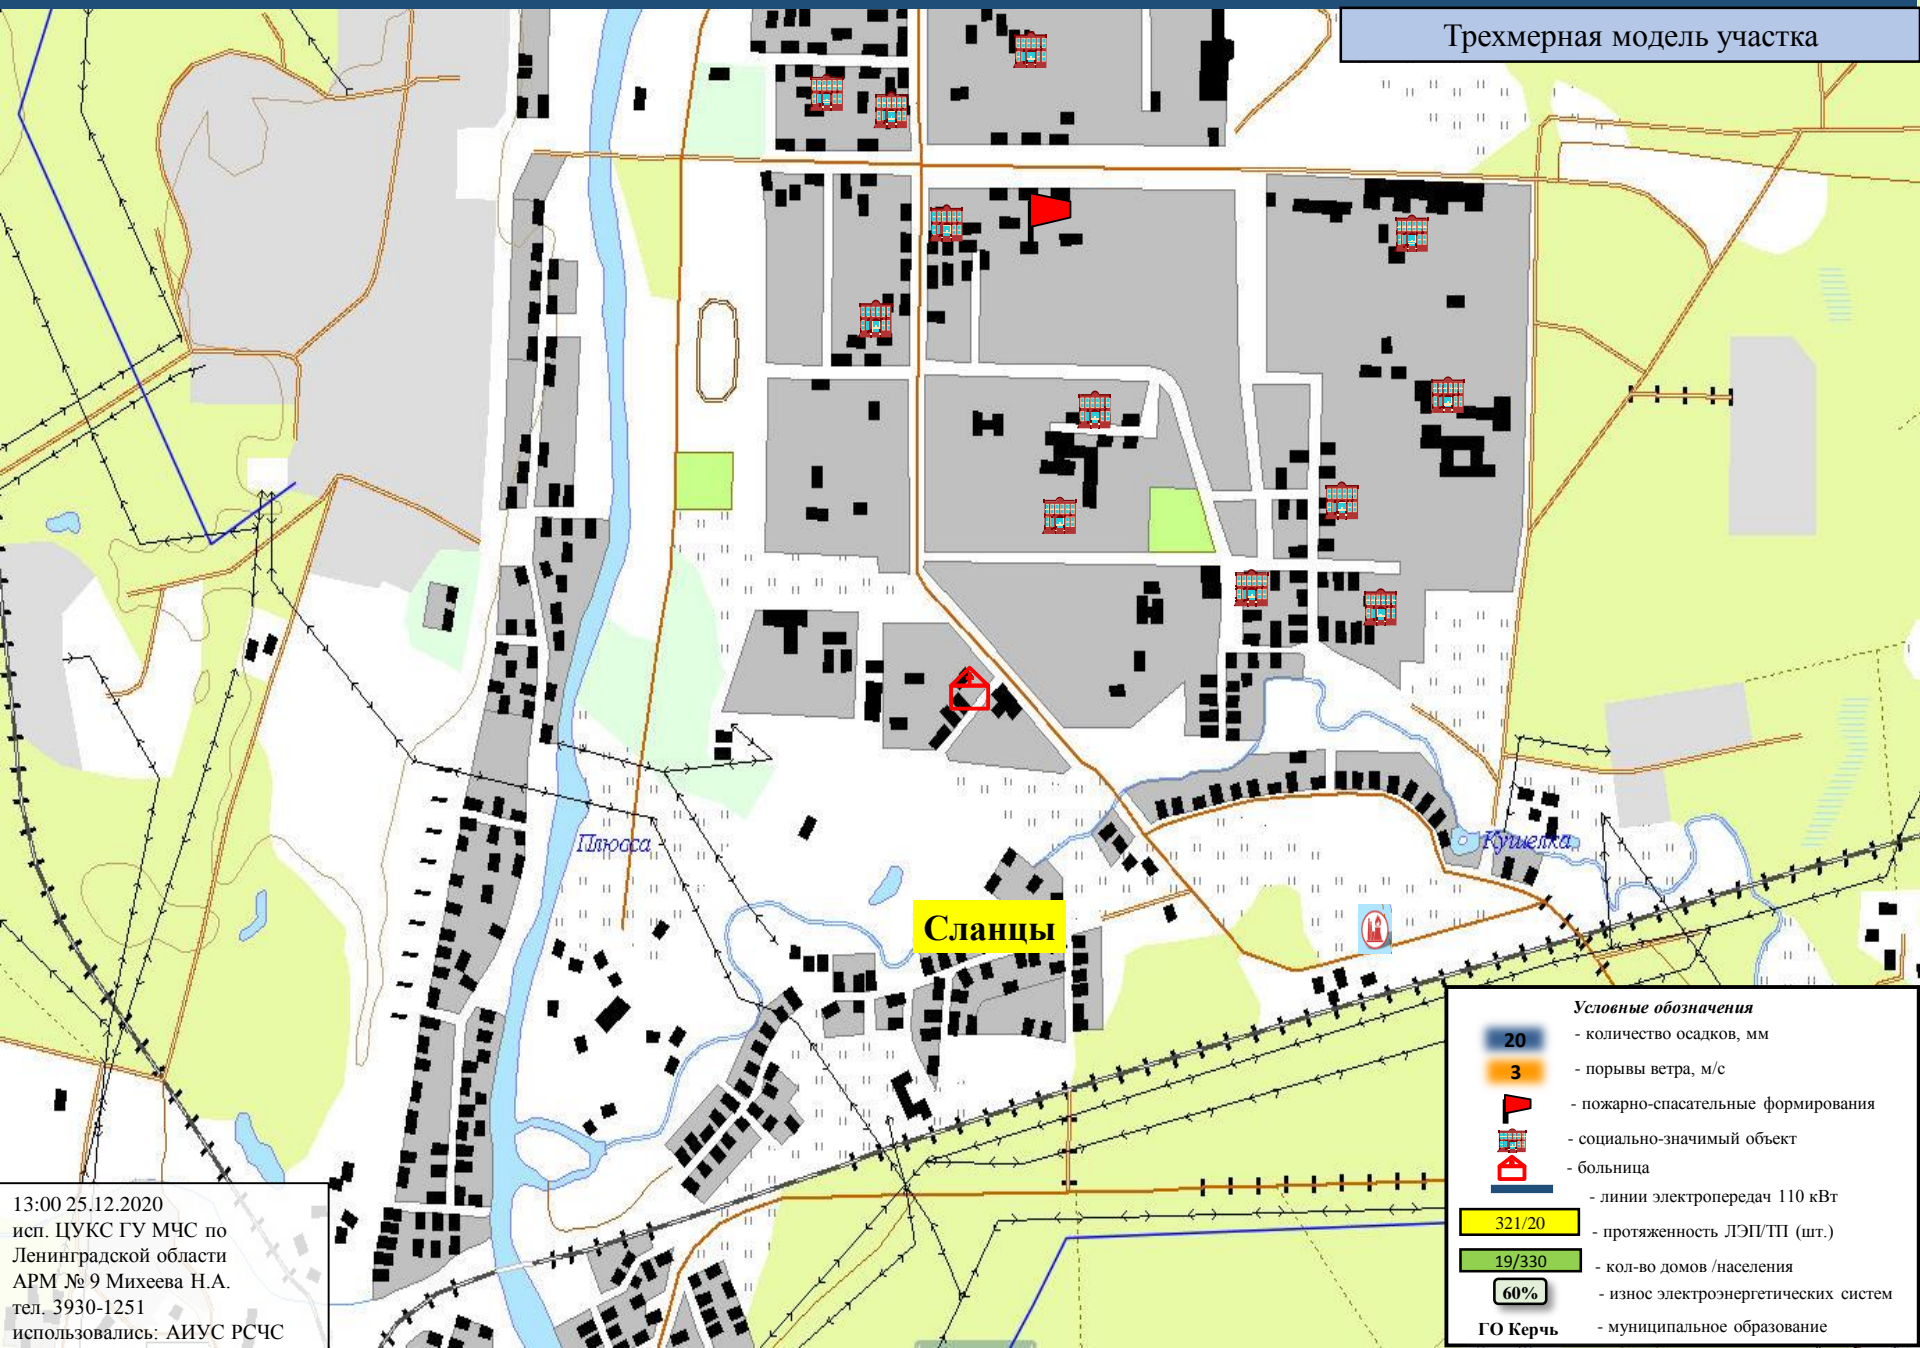 Трехмерная модель участка
Плюсса
Кушелка
Сланцы
Условные обозначения
20 - количество осадков, мм
3 - порывы ветра, м/с
- пожарно-спасательные формирования
- социально-значимый объект
- больница
- линии электропередач 110 кВт
321/20 - протяженность ЛЭП/ТП (шт.)
19/330 - кол-во домов /населения
60% - износ электроэнергетических систем
ГО Керчь - муниципальное образование
13:00 25.12.2020
исп. ЦУКС ГУ МЧС по
Ленинградской области
АРМ № 9 Михеева Н.А.
тел. 3930-1251
использовались: АИУС РСЧС